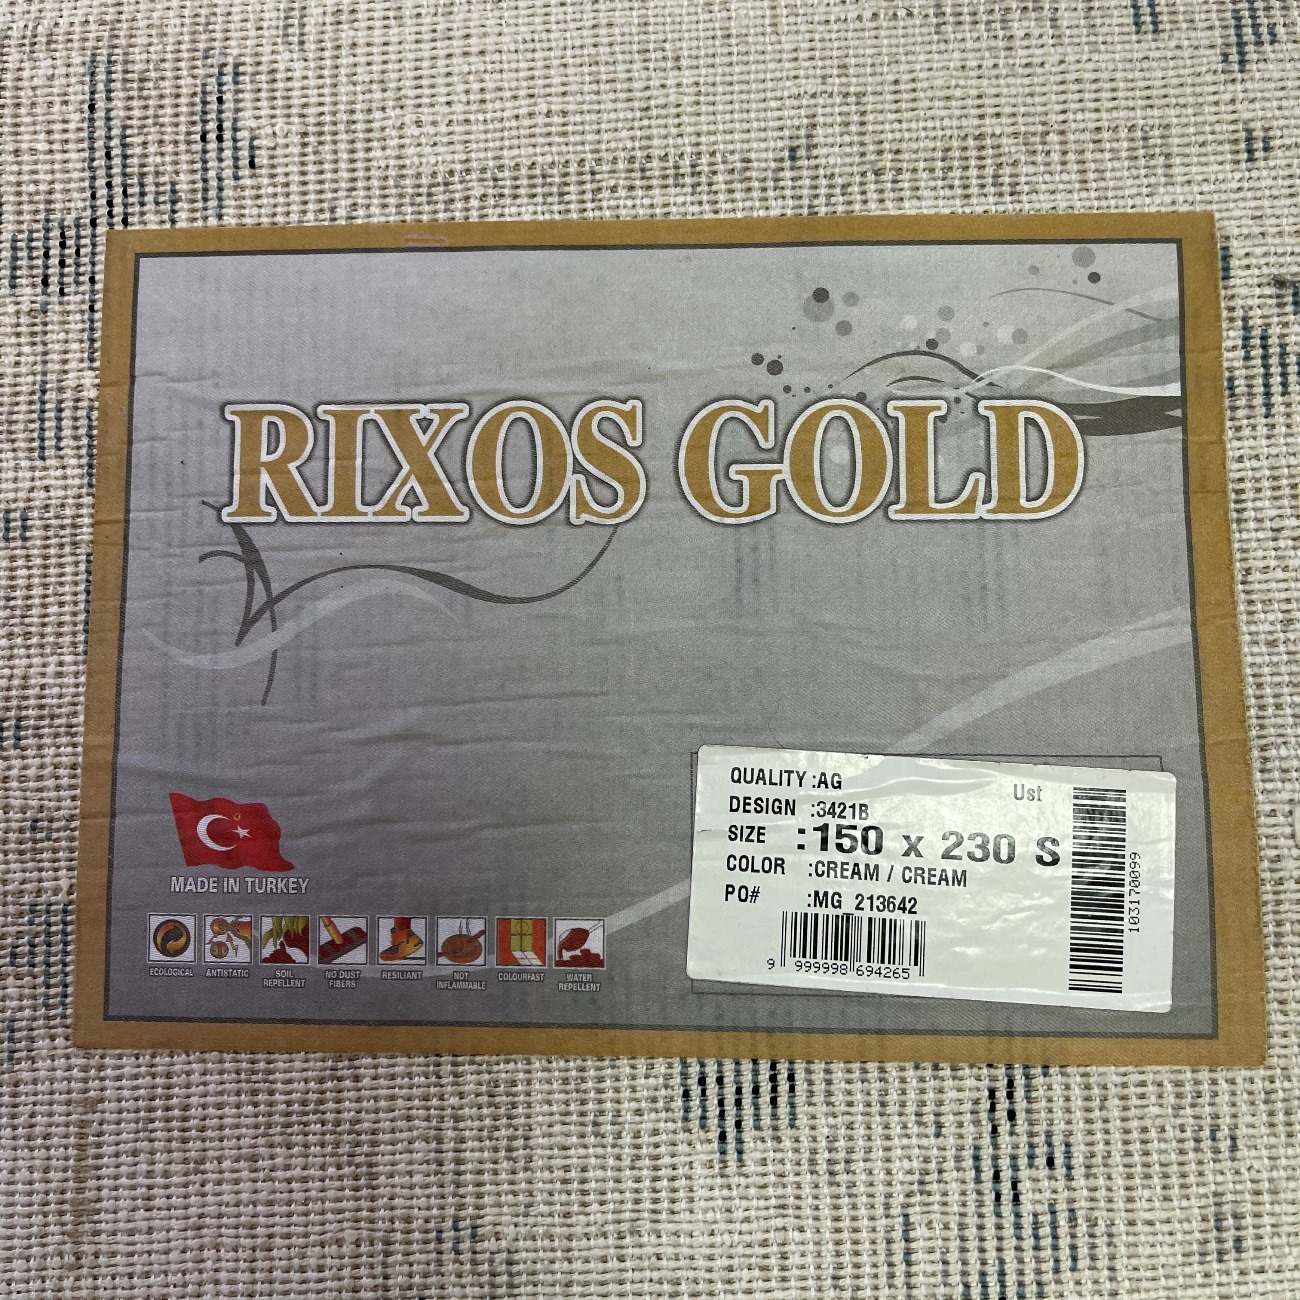 RIXOS GOLD
QUALITY :AG
Ust
DESIGN :3421B
SIZE :150 x 230 S
COLOR :CREAM / CREAM
PO# :MG 213642
9 999998 694265
103170099
MADE IN TURKEY
ECOLOGICAL
ANTISTATIC
SOIL REPELLENT
NO DUST FIBERS
RESILIANT
NOT INFLAMMABLE
COLOURFAST
WATER REPELLENT